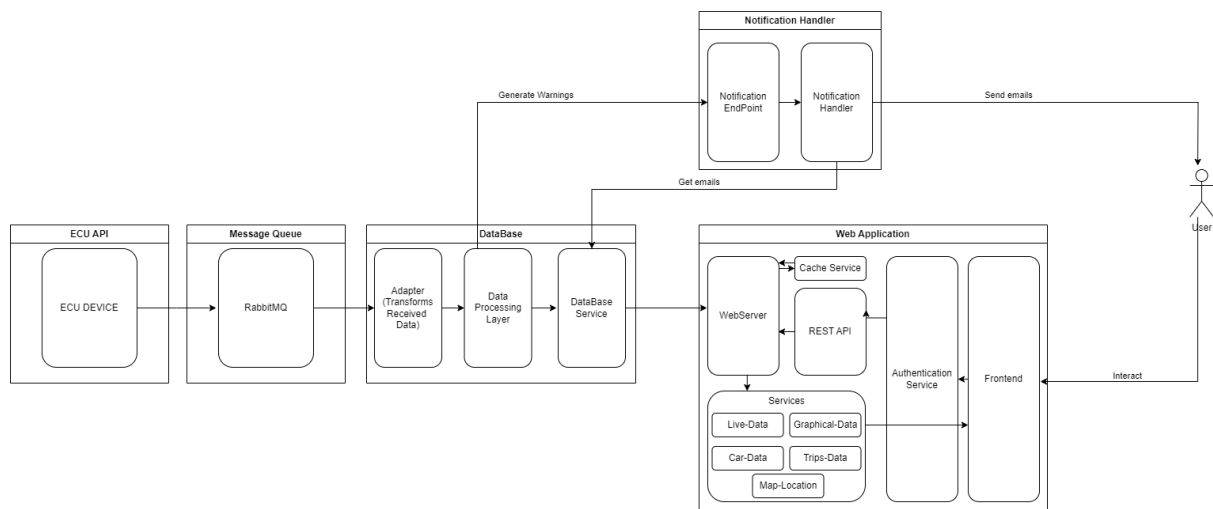 Notification Handler
Notification
EndPoint
Notification
Handler
Generate Warnings
Send emails
Get emails
User
ECU API
ECU DEVICE
Message Queue
RabbitMQ
DataBase
Adapter
(Transforms
Received
Data)
Data
Processing
Layer
DataBase
Service
Web Application
WebServer
Cache Service
REST API
Authentication
Service
Frontend
Interact
Services
Live-Data
Graphical-Data
Car-Data
Trips-Data
Map-Location